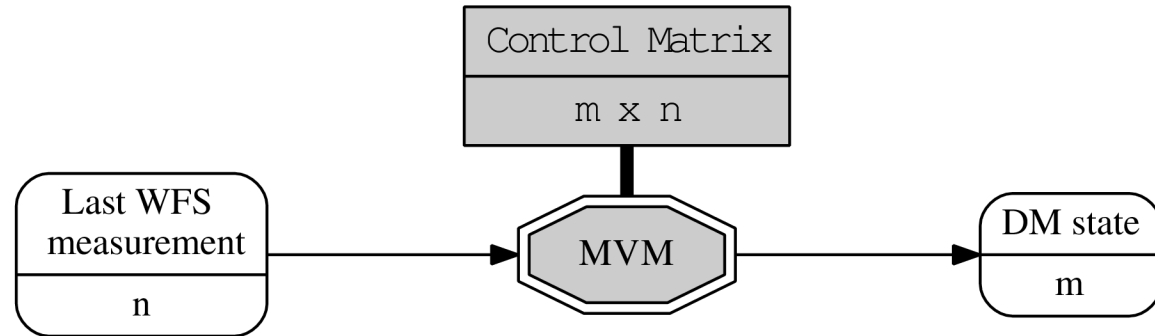 Control Matrix
m x n
Last WFS
measurement
n
MVM
DM state
m